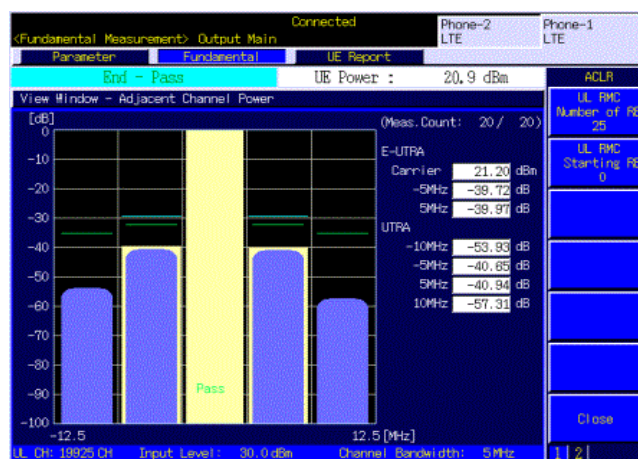 Connected
Phone-2
LTE
Phone-1
LTE
<Fundamental Measurement> Output Main
Parameter
Fundamental
UE Report
End - Pass
UE Power :
20.9 dBm
ACLR
View Window - Adjacent Channel Power
UL RMC
Number of RB
25
[dB]
(Meas.Count: 20/ 20)
UL RMC
Starting RB
0
0
-10
-20
-30
-40
-50
-60
-70
-80
-90
-100
E-UTRA
Carrier 21.20 dBm
-5MHz -39.72 dB
5MHz -39.97 dB
UTRA
-10MHz -53.93 dB
-5MHz -40.65 dB
5MHz -40.94 dB
10MHz -57.31 dB
Pass
-12.5
12.5 [MHz]
Close
UL CH: 19925 CH Input Level: 30.0 dBm Channel Bandwidth: 5MHz
1 2